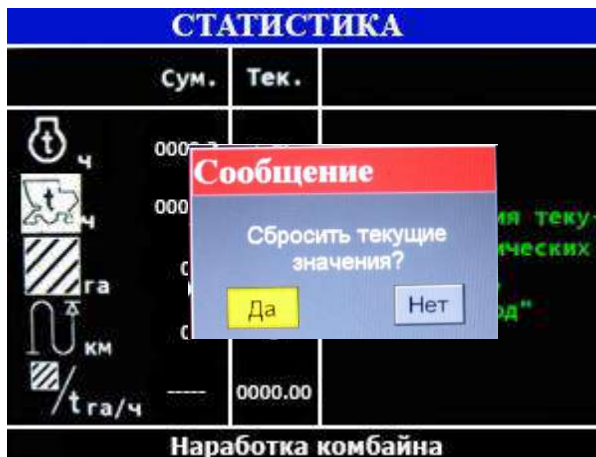 СТАТИСТИКА
Сум. Тек.
t ч
t ч
га
км
t га/ч ----- 0000.00
Сообщение
Сбросить текущие
значения?
Да Нет
Наработка комбайна